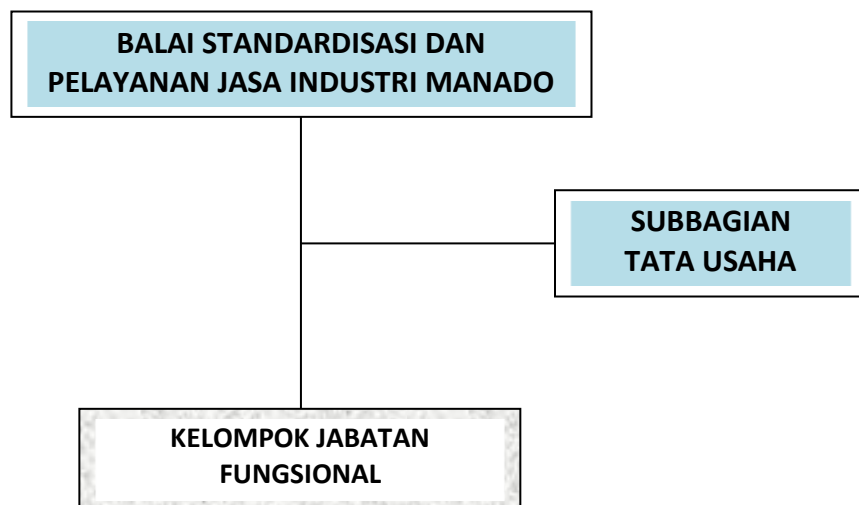 BALAI STANDARDISASI DAN
PELAYANAN JASA INDUSTRI MANADO
SUBBAGIAN
TATA USAHA
KELOMPOK JABATAN
FUNGSIONAL